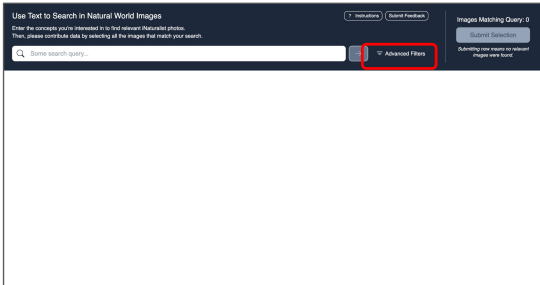 Use Text to Search in Natural World Images
Enter the concepts you're interested in to find relevant iNaturalist photos.
Then, please contribute data by selecting all the images that match your search.
? Instructions
Submit Feedback
Some search query...
→
Advanced Filters
Images Matching Query: 0
Submit Selection
Submitting now means no relevant
images were found.